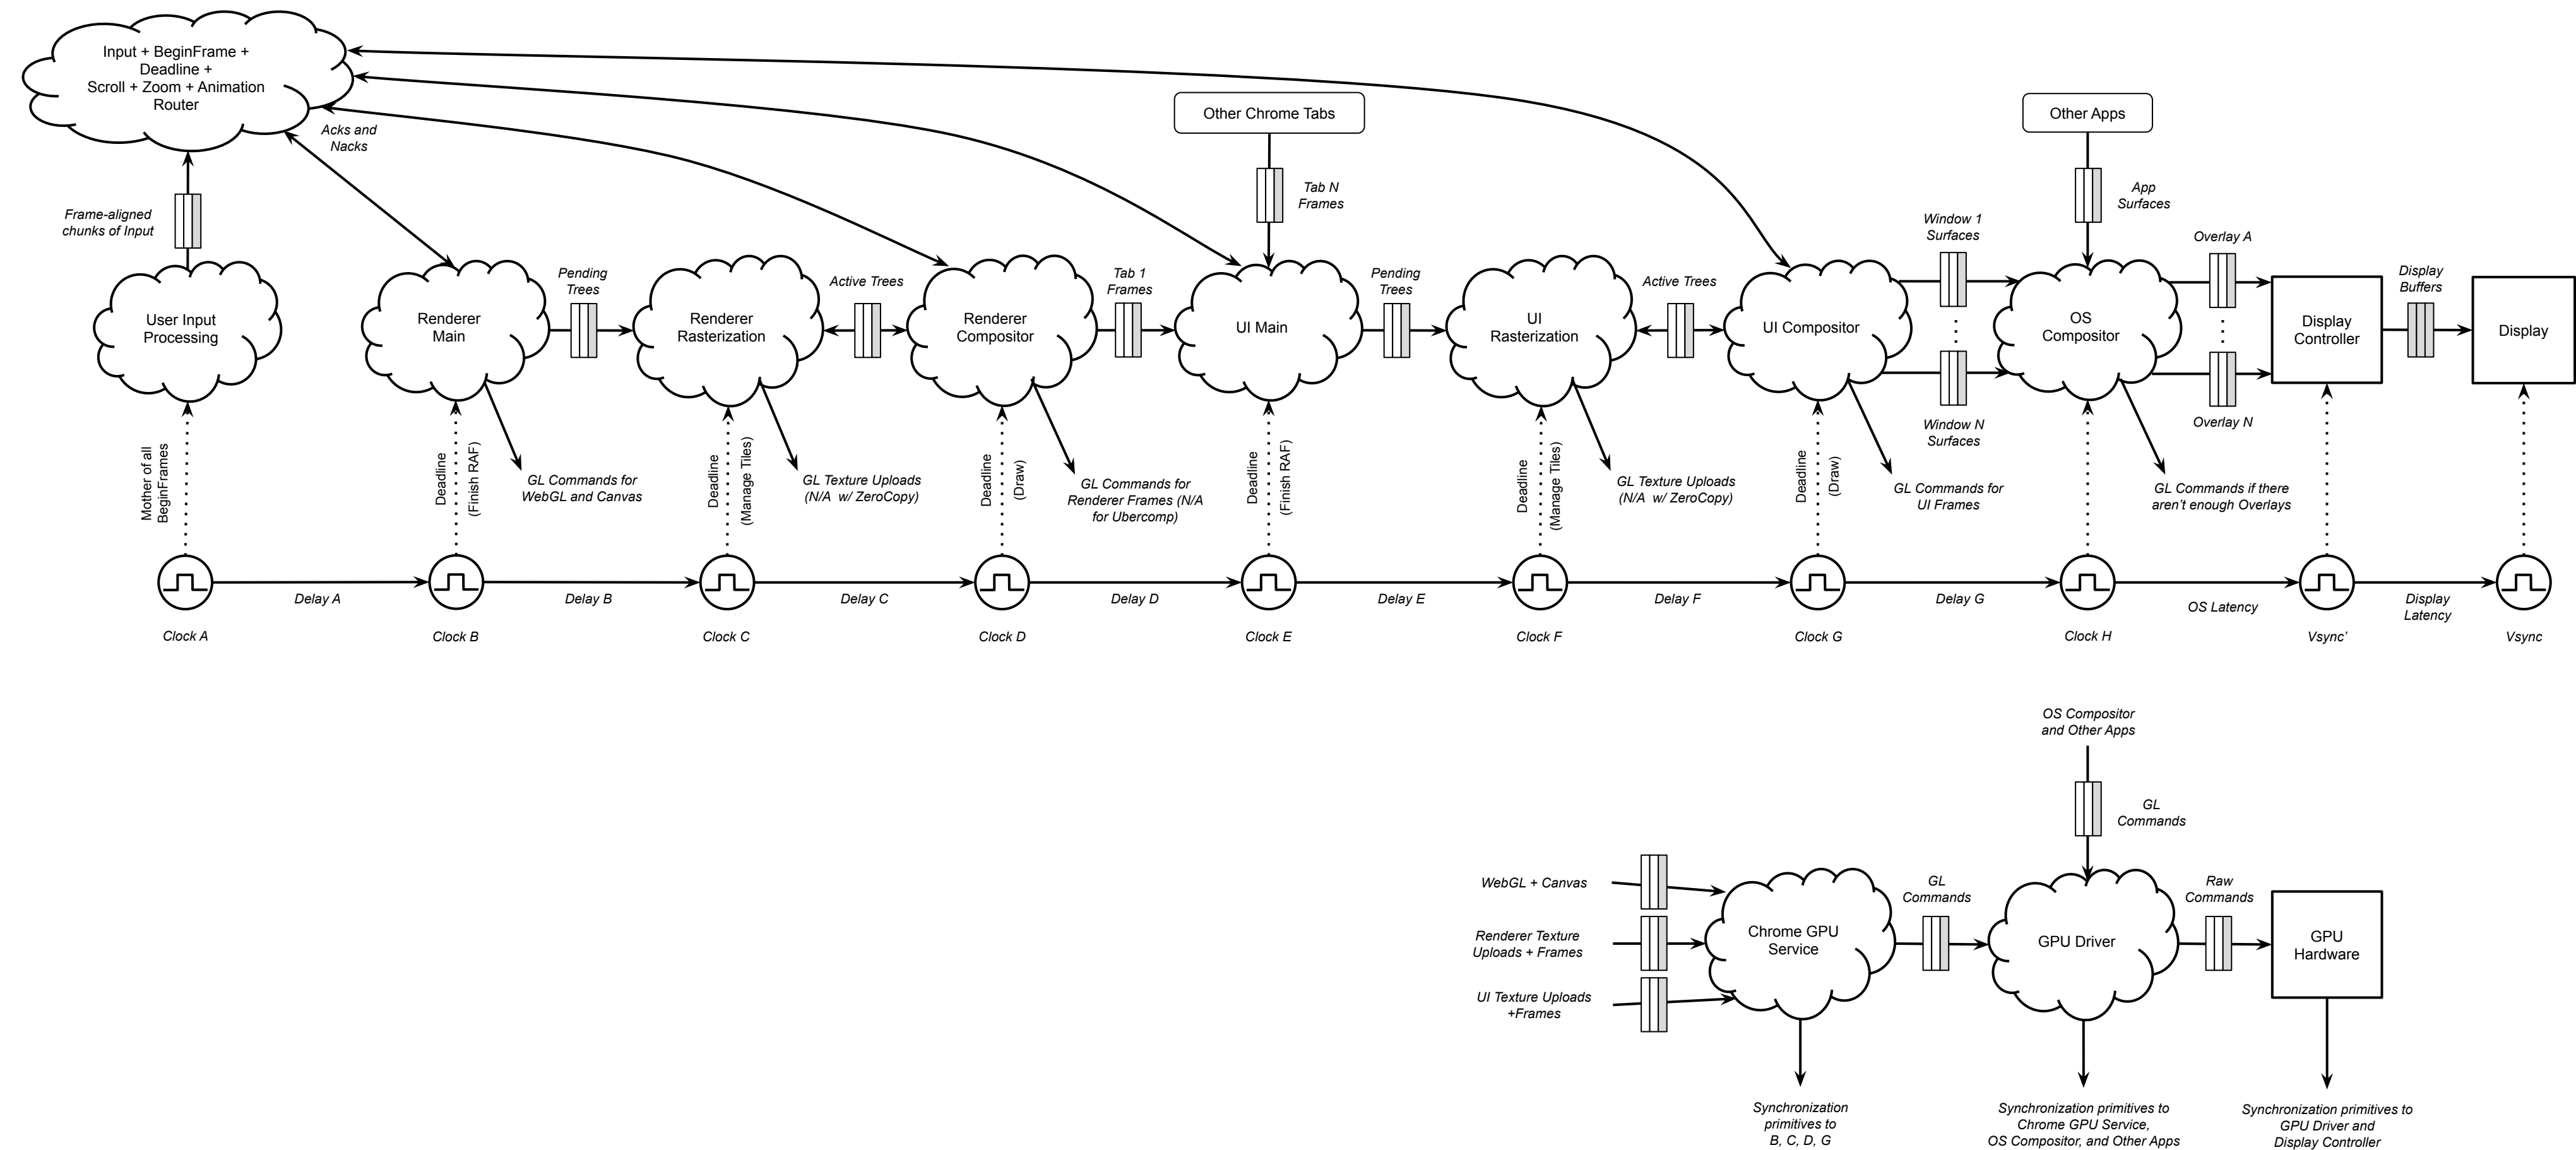 Input + BeginFrame +
Deadline +
Scroll + Zoom + Animation
Router
Acks and
Nacks
Other Chrome Tabs
Other Apps
Frame-aligned
chunks of Input
Tab N
Frames
App
Surfaces
User Input
Processing
Renderer
Main
Pending
Trees
Renderer
Rasterization
Active Trees
Renderer
Compositor
Tab 1
Frames
UI Main
Pending
Trees
UI
Rasterization
Active Trees
UI Compositor
Window 1
Surfaces
Window N
Surfaces
OS
Compositor
Overlay A
Overlay N
Display
Controller
Display
Buffers
Display
Mother of all
BeginFrames
Deadline
(Finish RAF)
GL Commands for
WebGL and Canvas
Deadline
(Manage Tiles)
GL Texture Uploads
(N/A w/ ZeroCopy)
Deadline
(Draw)
GL Commands for
Renderer Frames (N/A
for Ubercomp)
Deadline
(Finish RAF)
Deadline
(Manage Tiles)
GL Texture Uploads
(N/A w/ ZeroCopy)
Deadline
(Draw)
GL Commands for
UI Frames
GL Commands if there
aren't enough Overlays
Delay A
Delay B
Delay C
Delay D
Delay E
Delay F
Delay G
OS Latency
Display
Latency
Clock A
Clock B
Clock C
Clock D
Clock E
Clock F
Clock G
Clock H
Vsync'
Vsync
OS Compositor
and Other Apps
GL
Commands
WebGL + Canvas
Renderer Texture
Uploads + Frames
UI Texture Uploads
+Frames
Chrome GPU
Service
GL
Commands
GPU Driver
Raw
Commands
GPU
Hardware
Synchronization
primitives to
B, C, D, G
Synchronization primitives to
Chrome GPU Service,
OS Compositor, and Other Apps
Synchronization primitives to
GPU Driver and
Display Controller